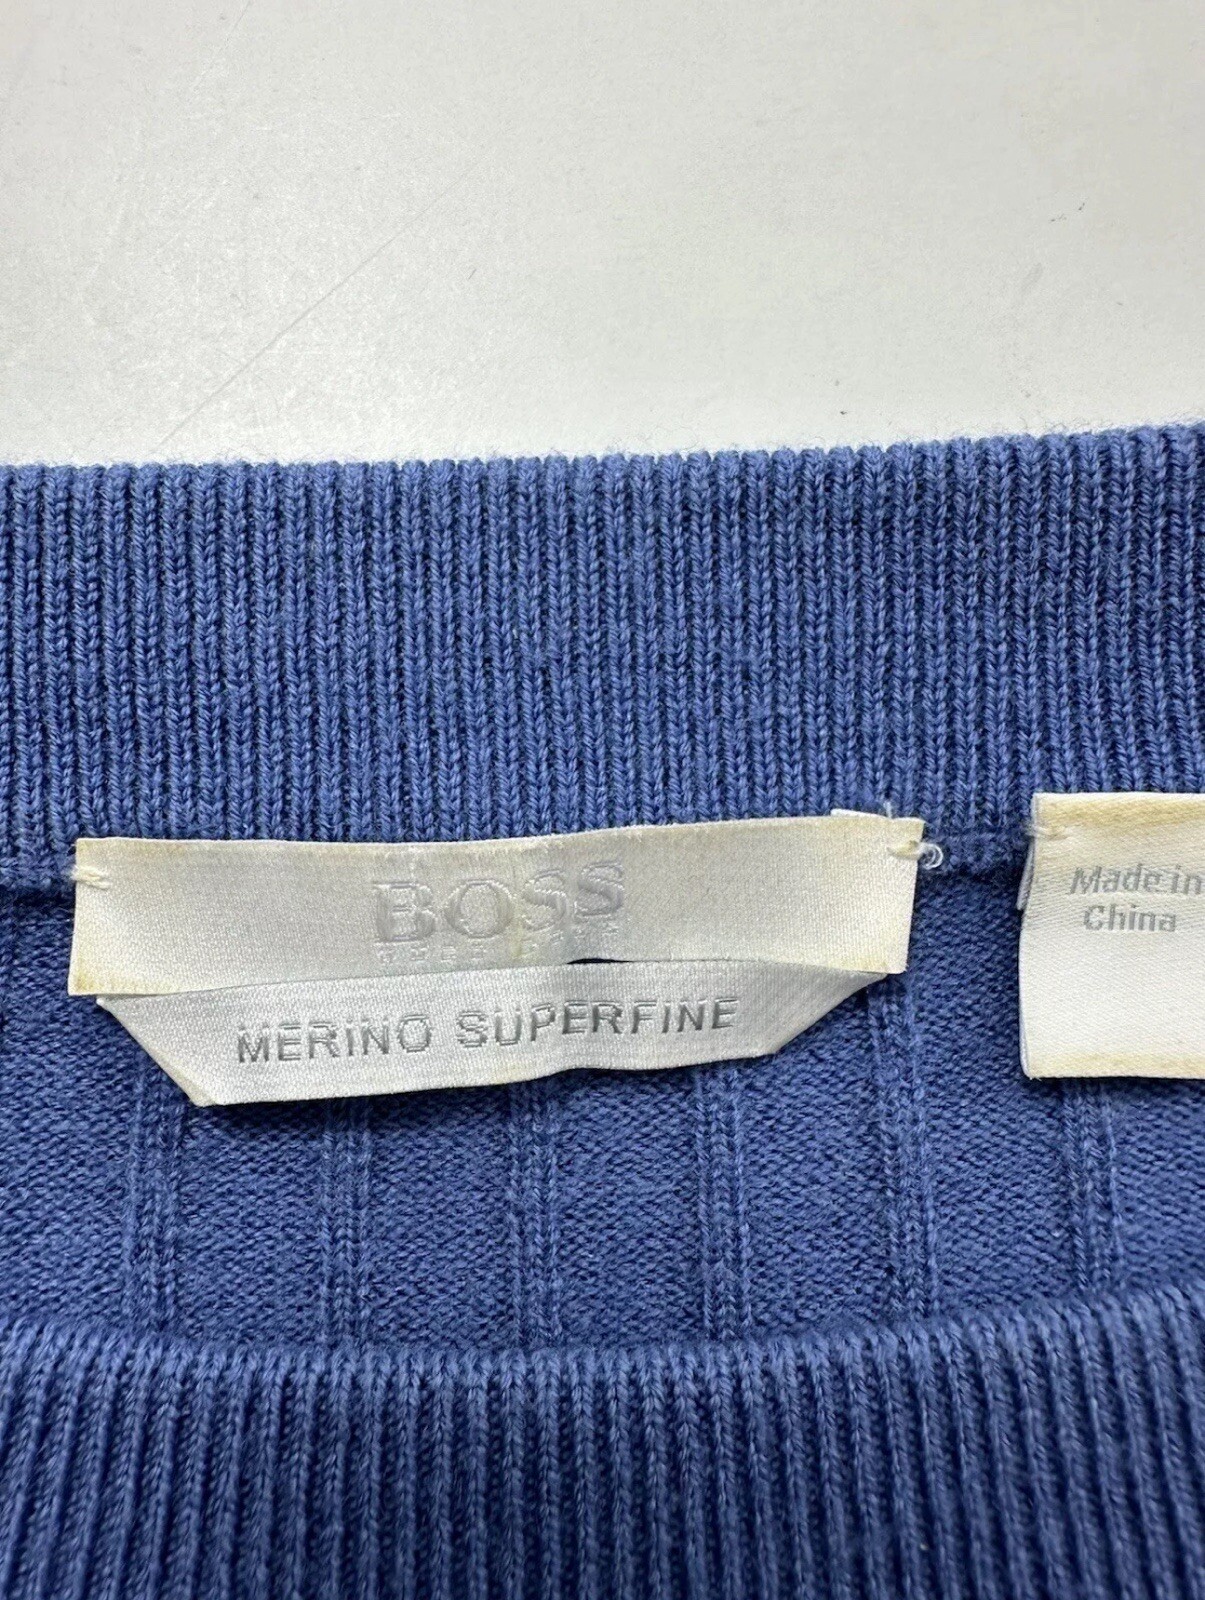 BOSS
MERINO SUPERFINE
Made in
China